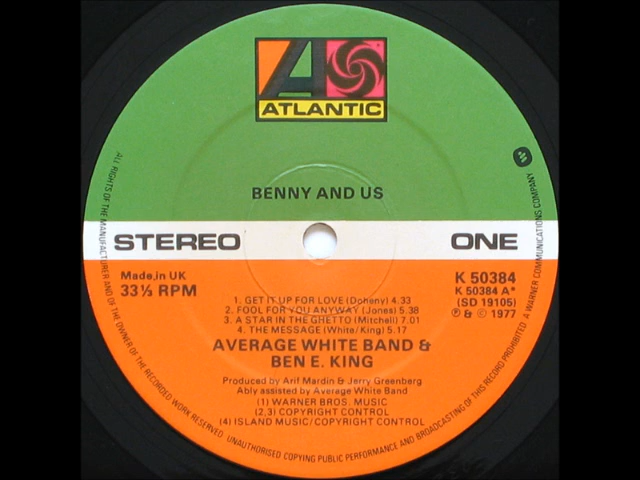 ATLANTIC
BENNY AND US
STEREO
ONE
Made in UK
33⅓ RPM
K 50384
K 50384 A*
(SD 19105)
℗ & © 1977
1. GET IT UP FOR LOVE (Doheny) 4.33
2. FOOL FOR YOU ANYWAY (Jones) 5.38
3. A STAR IN THE GHETTO (Mitchell) 7.01
4. THE MESSAGE (White/King) 5.17
AVERAGE WHITE BAND &
BEN E. KING
Produced by Arif Mardin & Jerry Greenberg
Ably assisted by Average White Band
(1) WARNER BROS. MUSIC
(2,3) COPYRIGHT CONTROL
(4) ISLAND MUSIC/COPYRIGHT CONTROL
ALL RIGHTS OF THE MANUFACTURER AND OF THE OWNER OF THE RECORDED WORK RESERVED. UNAUTHORISED COPYING PUBLIC PERFORMANCE AND BROADCASTING OF THIS RECORD PROHIBITED
A WARNER COMMUNICATIONS COMPANY